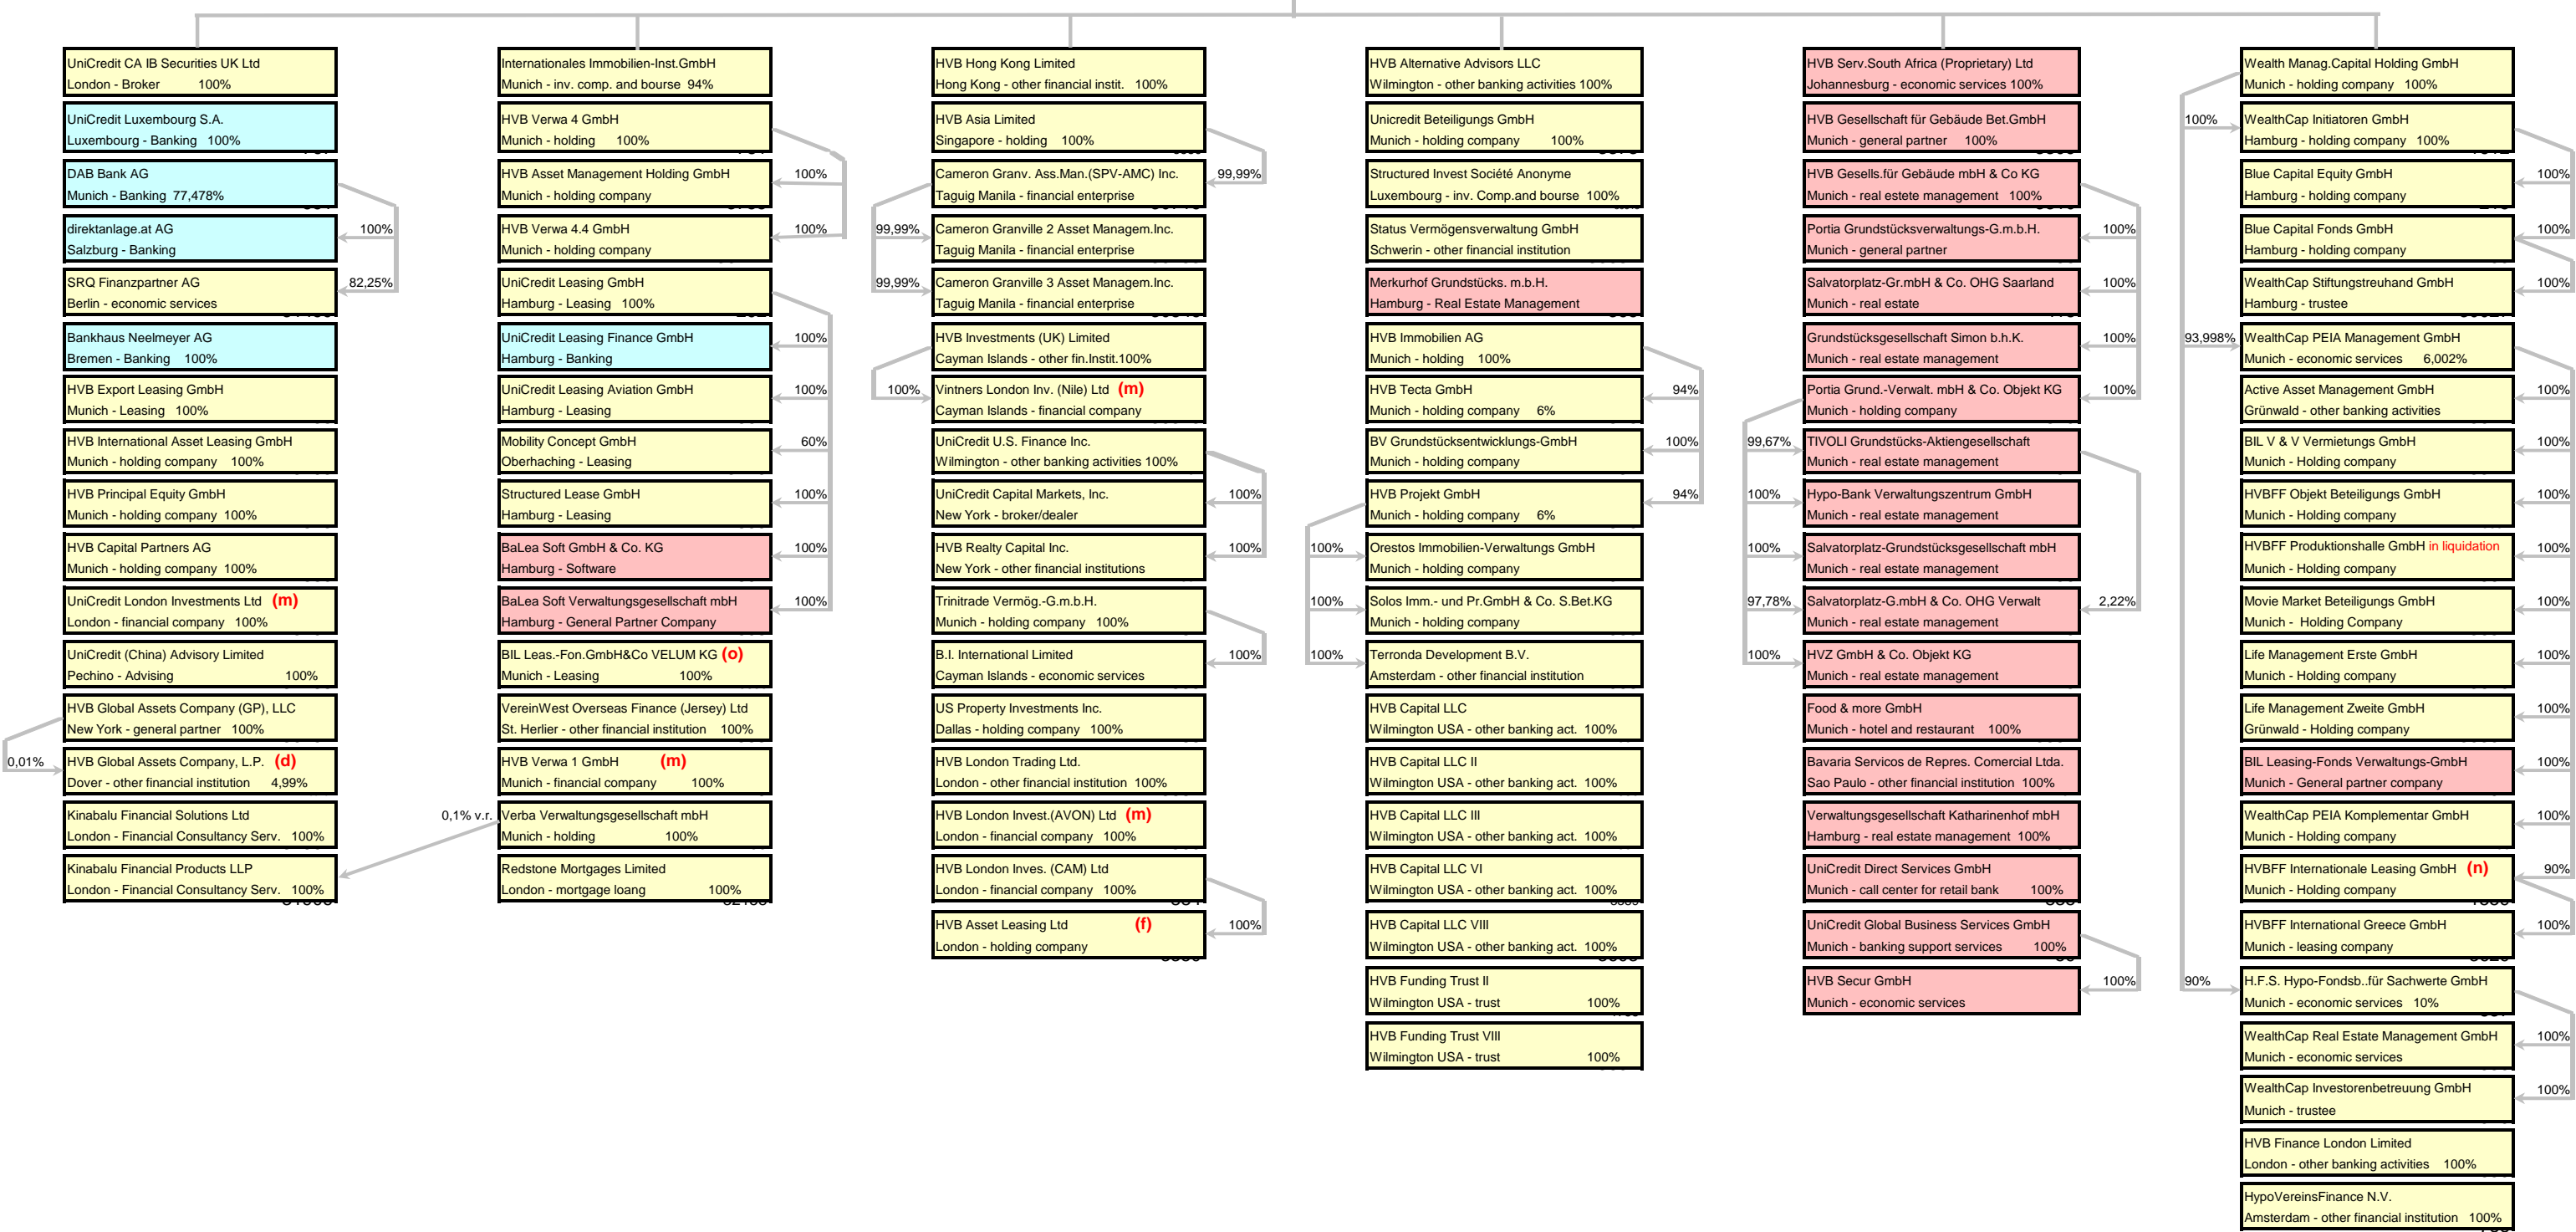 UniCredit CA IB Securities UK Ltd
London - Broker 100%
UniCredit Luxembourg S.A.
Luxembourg - Banking 100%
DAB Bank AG
Munich - Banking 77,478%
direktanlage.at AG
Salzburg - Banking
100%
SRQ Finanzpartner AG
Berlin - economic services
82,25%
Bankhaus Neelmeyer AG
Bremen - Banking 100%
HVB Export Leasing GmbH
Munich - Leasing 100%
HVB International Asset Leasing GmbH
Munich - holding company 100%
HVB Principal Equity GmbH
Munich - holding company 100%
HVB Capital Partners AG
Munich - holding company 100%
UniCredit London Investments Ltd (m)
London - financial company 100%
UniCredit (China) Advisory Limited
Pechino - Advising 100%
HVB Global Assets Company (GP), LLC
New York - general partner 100%
0,01%
HVB Global Assets Company, L.P. (d)
Dover - other financial institution 4,99%
Kinabalu Financial Solutions Ltd
London - Financial Consultancy Serv. 100%
Kinabalu Financial Products LLP
London - Financial Consultancy Serv. 100%
Internationales Immobilien-Inst.GmbH
Munich - inv. comp. and bourse 94%
HVB Verwa 4 GmbH
Munich - holding 100%
HVB Asset Management Holding GmbH
Munich - holding company
100%
HVB Verwa 4.4 GmbH
Munich - holding company
100%
UniCredit Leasing GmbH
Hamburg - Leasing 100%
UniCredit Leasing Finance GmbH
Hamburg - Banking
100%
UniCredit Leasing Aviation GmbH
Hamburg - Leasing
100%
Mobility Concept GmbH
Oberhaching - Leasing
60%
Structured Lease GmbH
Hamburg - Leasing
100%
BaLea Soft GmbH & Co. KG
Hamburg - Software
100%
BaLea Soft Verwaltungsgesellschaft mbH
Hamburg - General Partner Company
100%
BIL Leas.-Fon.GmbH&Co VELUM KG (o)
Munich - Leasing 100%
VereinWest Overseas Finance (Jersey) Ltd
St. Herlier - other financial institution 100%
HVB Verwa 1 GmbH (m)
Munich - financial company 100%
0,1% v.r.
Verba Verwaltungsgesellschaft mbH
Munich - holding 100%
Redstone Mortgages Limited
London - mortgage loang 100%
HVB Hong Kong Limited
Hong Kong - other financial instit. 100%
HVB Asia Limited
Singapore - holding 100%
Cameron Granv. Ass.Man.(SPV-AMC) Inc.
Taguig Manila - financial enterprise
99,99%
99,99%
Cameron Granville 2 Asset Managem.Inc.
Taguig Manila - financial enterprise
99,99%
Cameron Granville 3 Asset Managem.Inc.
Taguig Manila - financial enterprise
HVB Investments (UK) Limited
Cayman Islands - other fin.Instit.100%
100%
Vintners London Inv. (Nile) Ltd (m)
Cayman Islands - financial company
UniCredit U.S. Finance Inc.
Wilmington - other banking activities 100%
UniCredit Capital Markets, Inc.
New York - broker/dealer
100%
HVB Realty Capital Inc.
New York - other financial institutions
100%
Trinitrade Vermög.-G.m.b.H.
Munich - holding company 100%
B.I. International Limited
Cayman Islands - economic services
100%
US Property Investments Inc.
Dallas - holding company 100%
HVB London Trading Ltd.
London - other financial institution 100%
HVB London Invest.(AVON) Ltd (m)
London - financial company 100%
HVB London Inves. (CAM) Ltd
London - financial company 100%
HVB Asset Leasing Ltd (f)
London - holding company
100%
HVB Alternative Advisors LLC
Wilmington - other banking activities 100%
Unicredit Beteiligungs GmbH
Munich - holding company 100%
Structured Invest Société Anonyme
Luxembourg - inv. Comp.and bourse 100%
Status Vermögensverwaltung GmbH
Schwerin - other financial institution
Merkurhof Grundstücks. m.b.H.
Hamburg - Real Estate Management
HVB Immobilien AG
Munich - holding 100%
HVB Tecta GmbH
Munich - holding company 6%
94%
BV Grundstücksentwicklungs-GmbH
Munich - holding company
100%
HVB Projekt GmbH
Munich - holding company 6%
94%
100%
Orestos Immobilien-Verwaltungs GmbH
Munich - holding company
100%
Solos Imm.- und Pr.GmbH & Co. S.Bet.KG
Munich - holding company
100%
Terronda Development B.V.
Amsterdam - other financial institution
HVB Capital LLC
Wilmington USA - other banking act. 100%
HVB Capital LLC II
Wilmington USA - other banking act. 100%
HVB Capital LLC III
Wilmington USA - other banking act. 100%
HVB Capital LLC VI
Wilmington USA - other banking act. 100%
HVB Capital LLC VIII
Wilmington USA - other banking act. 100%
HVB Funding Trust II
Wilmington USA - trust 100%
HVB Funding Trust VIII
Wilmington USA - trust 100%
HVB Serv.South Africa (Proprietary) Ltd
Johannesburg - economic services 100%
HVB Gesellschaft für Gebäude Bet.GmbH
Munich - general partner 100%
HVB Gesells.für Gebäude mbH & Co KG
Munich - real estate management 100%
Portia Grundstücksverwaltungs-G.m.b.H.
Munich - general partner
100%
Salvatorplatz-Gr.mbH & Co. OHG Saarland
Munich - real estate
100%
Grundstücksgesellschaft Simon b.h.K.
Munich - real estate management
100%
Portia Grund.-Verwalt. mbH & Co. Objekt KG
Munich - holding company
100%
99,67%
TIVOLI Grundstücks-Aktiengesellschaft
Munich - real estate management
100%
Hypo-Bank Verwaltungszentrum GmbH
Munich - real estate management
100%
Salvatorplatz-Grundstücksgesellschaft mbH
Munich - real estate management
97,78%
Salvatorplatz-G.mbH & Co. OHG Verwalt
Munich - real estate management
2,22%
100%
HVZ GmbH & Co. Objekt KG
Munich - real estate management
Food & more GmbH
Munich - hotel and restaurant 100%
Bavaria Servicos de Repres. Comercial Ltda.
Sao Paulo - other financial institution 100%
Verwaltungsgesellschaft Katharinenhof mbH
Hamburg - real estate management 100%
UniCredit Direct Services GmbH
Munich - call center for retail bank 100%
UniCredit Global Business Services GmbH
Munich - banking support services 100%
HVB Secur GmbH
Munich - economic services
100%
Wealth Manag.Capital Holding GmbH
Munich - holding company 100%
100%
WealthCap Initiatoren GmbH
Hamburg - holding company 100%
Blue Capital Equity GmbH
Hamburg - holding company
100%
Blue Capital Fonds GmbH
Hamburg - holding company
100%
WealthCap Stiftungstreuhand GmbH
Hamburg - trustee
100%
93,998%
WealthCap PEIA Management GmbH
Munich - economic services 6,002%
Active Asset Management GmbH
Grünwald - other banking activities
100%
BIL V & V Vermietungs GmbH
Munich - Holding company
100%
HVBFF Objekt Beteiligungs GmbH
Munich - Holding company
100%
HVBFF Produktionshalle GmbH in liquidation
Munich - Holding company
100%
Movie Market Beteiligungs GmbH
Munich - Holding Company
100%
Life Management Erste GmbH
Munich - Holding company
100%
Life Management Zweite GmbH
Grünwald - Holding company
100%
BIL Leasing-Fonds Verwaltungs-GmbH
Munich - General partner company
100%
WealthCap PEIA Komplementar GmbH
Munich - Holding company
100%
HVBFF Internationale Leasing GmbH (n)
Munich - Holding company
90%
HVBFF International Greece GmbH
Munich - leasing company
100%
90%
H.F.S. Hypo-Fondsb..für Sachwerte GmbH
Munich - economic services 10%
WealthCap Real Estate Management GmbH
Munich - economic services
100%
WealthCap Investorenbetreuung GmbH
Munich - trustee
100%
HVB Finance London Limited
London - other banking activities 100%
HypoVereinsFinance N.V.
Amsterdam - other financial institution 100%